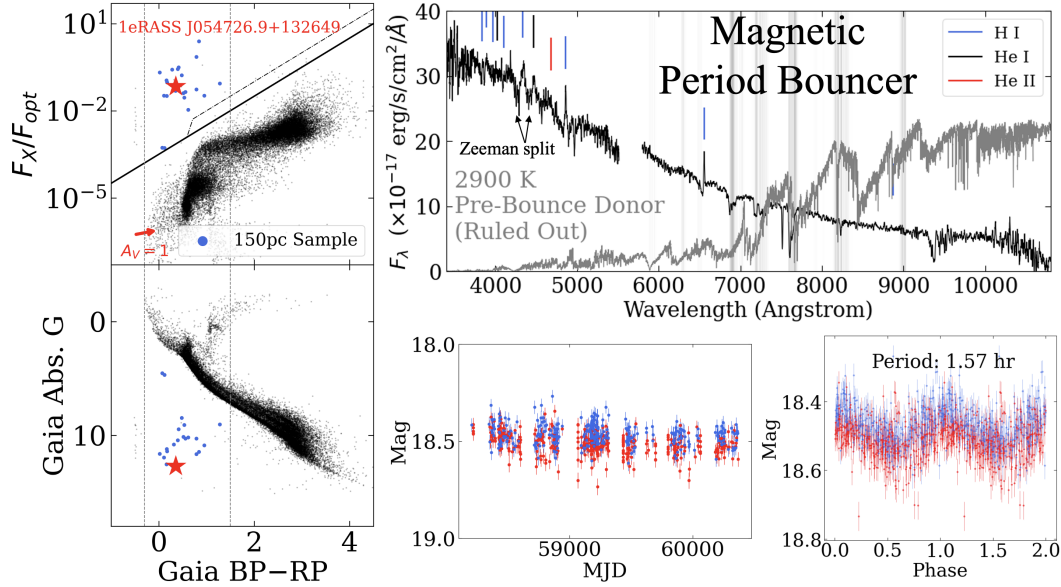 1eRASS J054726.9+132649
10¹
10⁻²
10⁻⁵
F_X/F_opt
A_V = 1
150pc Sample
0
10
Gaia Abs. G
0
2
4
Gaia BP−RP
Magnetic
Period Bouncer
H I
He I
He II
Zeeman split
2900 K
Pre-Bounce Donor
(Ruled Out)
40
30
20
10
0
F_λ (×10⁻¹⁷ erg/s/cm²/Å)
4000
5000
6000
7000
8000
9000
10000
Wavelength (Angstrom)
18.0
18.5
19.0
Mag
59000
60000
MJD
Period: 1.57 hr
18.4
18.6
18.8
Mag
0.0
0.5
1.0
1.5
2.0
Phase